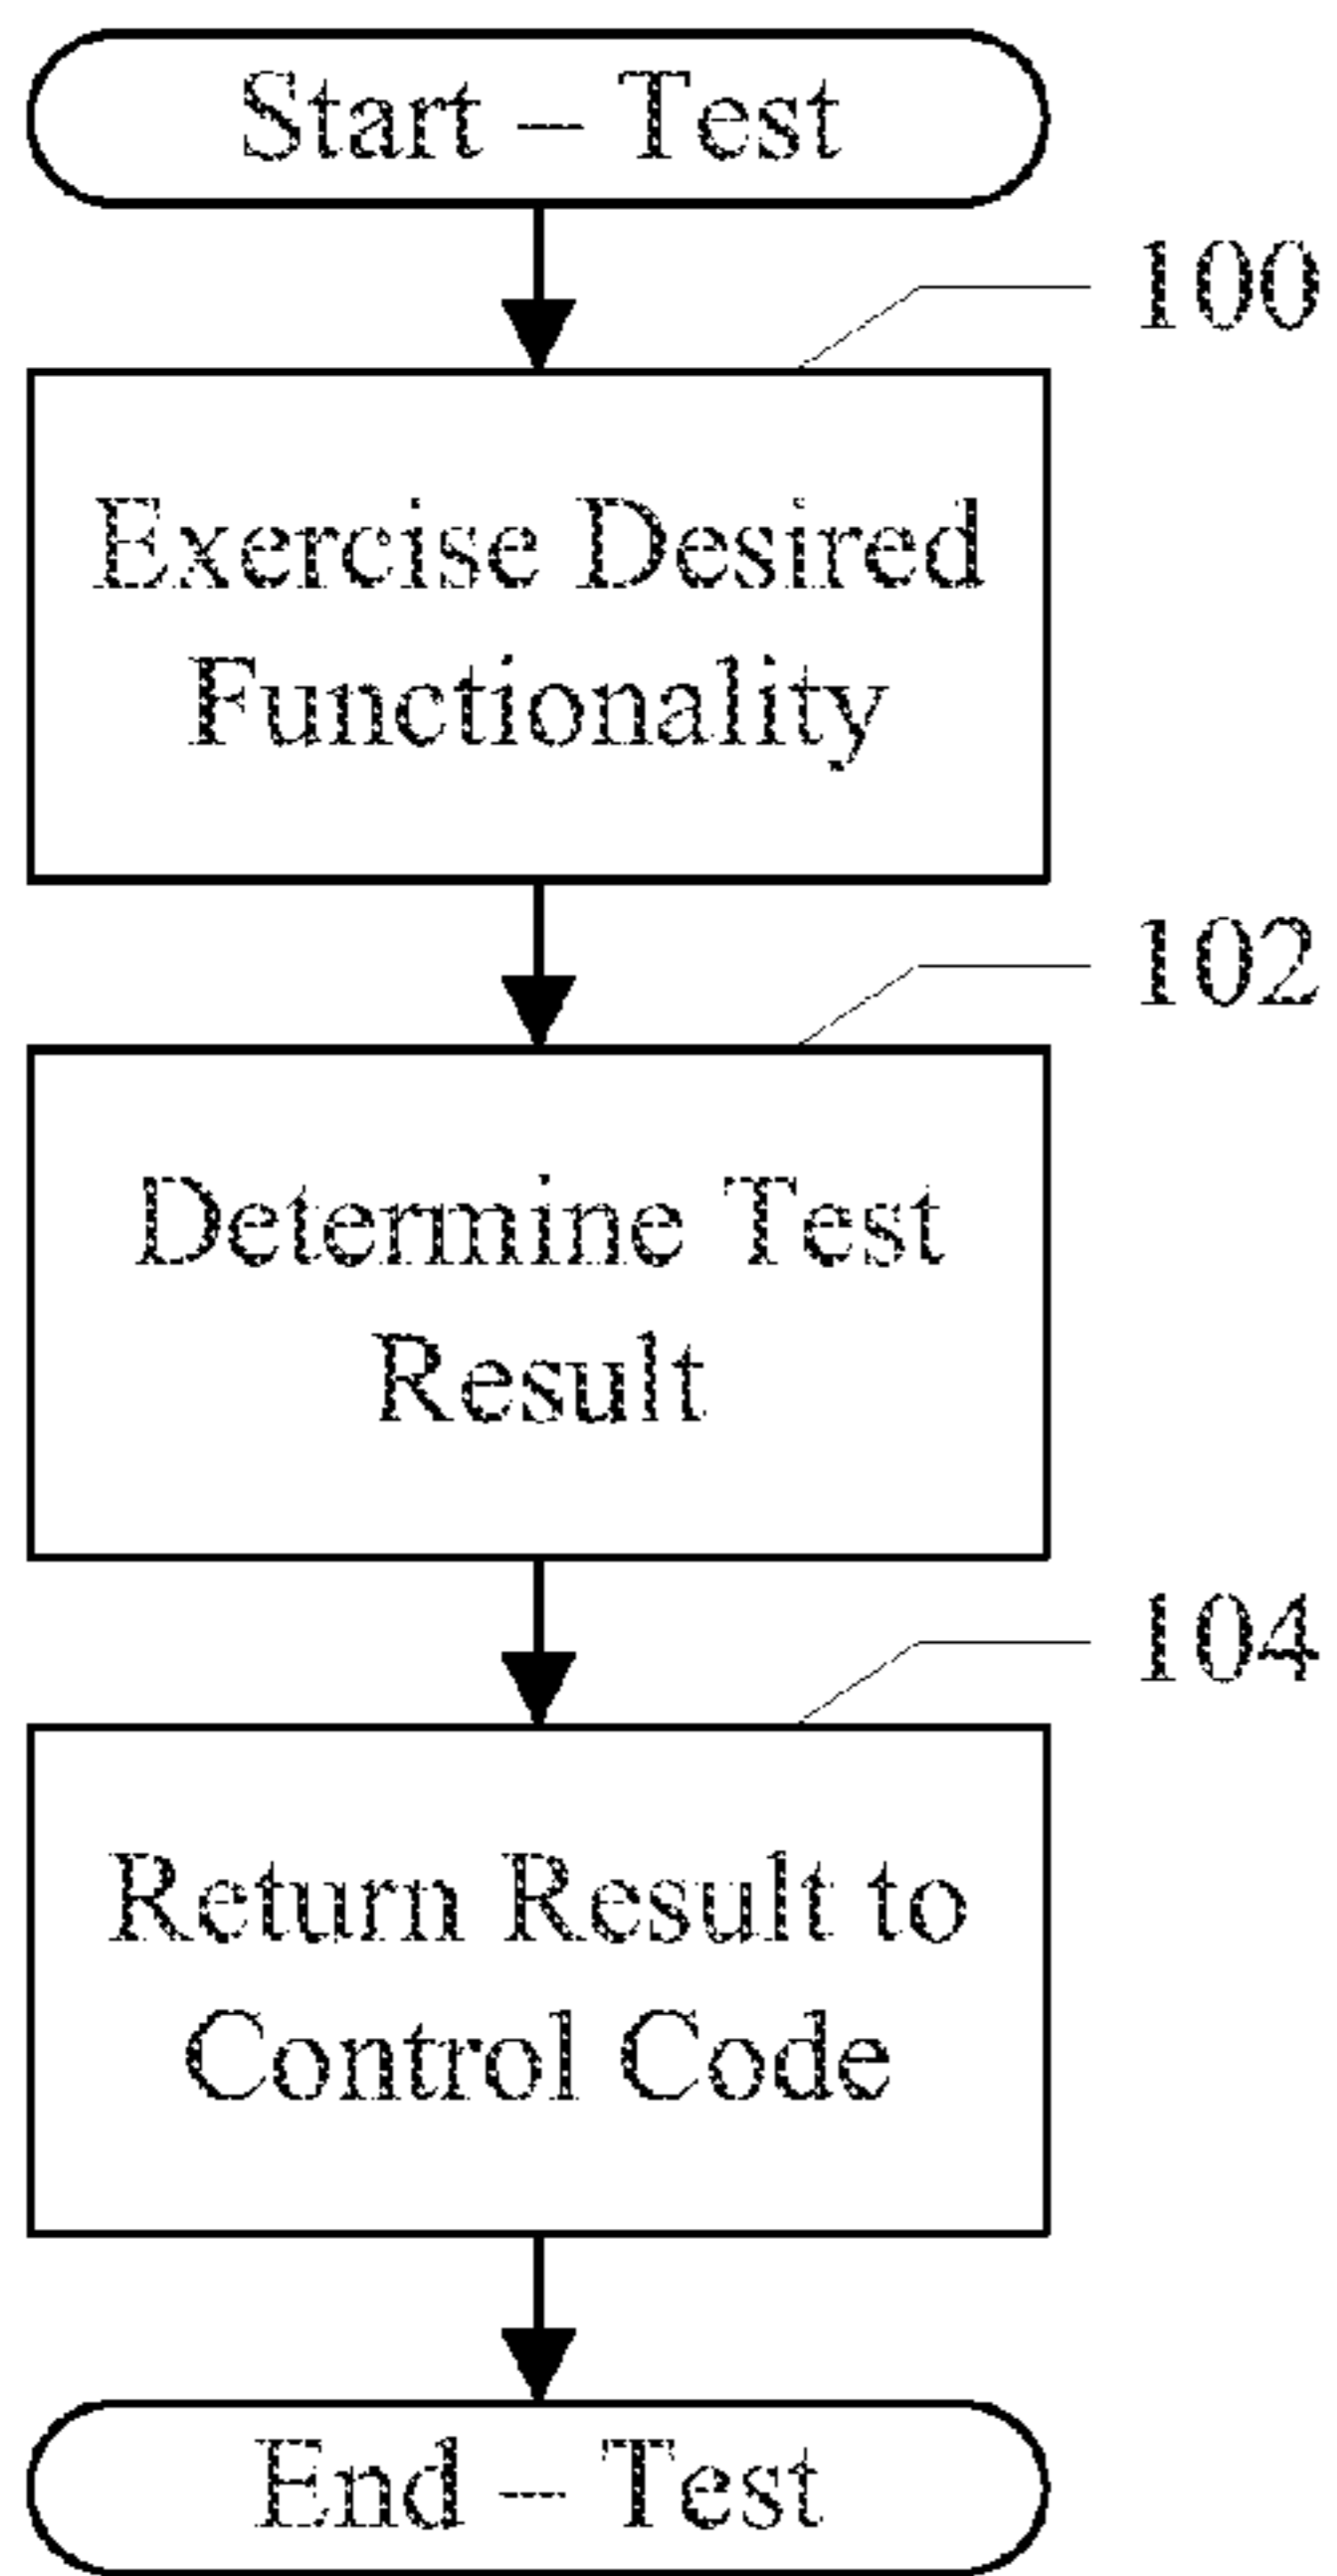 Start – Test
100
Exercise Desired
Functionality
102
Determine Test
Result
104
Return Result to
Control Code
End – Test